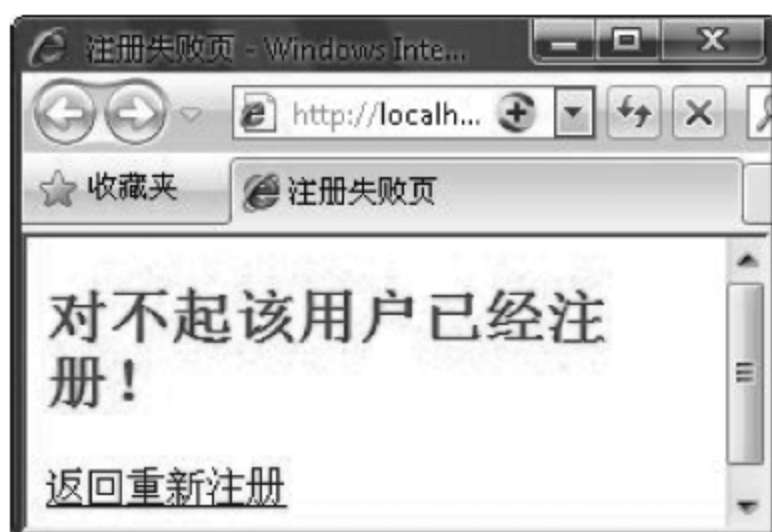 注册失败页 - Windows Inte...
http://localh...
收藏夹
注册失败页
对不起该用户已经注
册！
返回重新注册